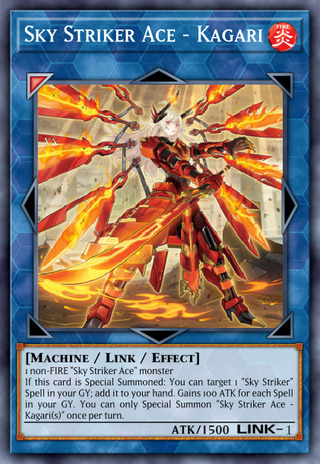 Sky Striker Ace - Kagari
FIRE
炎
[Machine / Link / Effect]
1 non-FIRE "Sky Striker Ace" monster
If this card is Special Summoned: You can target 1 "Sky Striker"
Spell in your GY; add it to your hand. Gains 100 ATK for each Spell
in your GY. You can only Special Summon "Sky Striker Ace -
Kagari(s)" once per turn.
ATK/1500 LINK-1